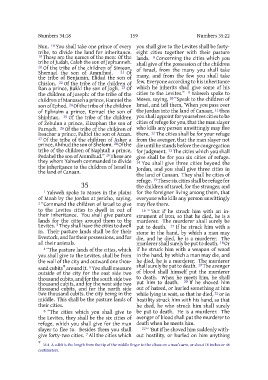 Numbers 34:18
159
Numbers 35:22
Nun. 18 You shall take one prince of every
tribe, to divide the land for inheritance.
19 These are the names of the men: Of the
tribe of Judah, Caleb the son of Jephunneh.
20 Of the tribe of the children of Simeon,
Shemuel the son of Ammihud. 21 Of
the tribe of Benjamin, Elidad the son of
Chislon. 22 Of the tribe of the children of
Dan a prince, Bukki the son of Jogli. 23 Of
the children of Joseph: of the tribe of the
children of Manasseh a prince, Hanniel the
son of Ephod. 24 Of the tribe of the children
of Ephraim a prince, Kemuel the son of
Shiphtan. 25 Of the tribe of the children
of Zebulun a prince, Elizaphan the son of
Parnach. 26 Of the tribe of the children of
Issachar a prince, Paltiel the son of Azzan.
27 Of the tribe of the children of Asher a
prince, Ahihud the son of Shelomi. 28 Of the
tribe of the children of Naphtali a prince,
Pedahel the son of Ammihud.” 29 These are
they whom Yahweh commanded to divide
the inheritance to the children of Israel in
the land of Canaan.
35
1 Yahweh spoke to Moses in the plains
of Moab by the Jordan at Jericho, saying,
2 “Command the children of Israel to give
to the Levites cities to dwell in out of
their inheritance. You shall give pasture
lands for the cities around them to the
Levites. 3 They shall have the cities to dwell
in. Their pasture lands shall be for their
livestock, and for their possessions, and for
all their animals.
4 “The pasture lands of the cities, which
you shall give to the Levites, shall be from
the wall of the city and outward one thou-
sand cubits* around it. 5 You shall measure
outside of the city for the east side two
thousand cubits, and for the south side two
thousand cubits, and for the west side two
thousand cubits, and for the north side
two thousand cubits, the city being in the
middle. This shall be the pasture lands of
their cities.
6 “The cities which you shall give to
the Levites, they shall be the six cities of
refuge, which you shall give for the man
slayer to flee to. Besides them you shall
give forty-two cities. 7 All the cities which
you shall give to the Levites shall be forty-
eight cities together with their pasture
lands. 8 Concerning the cities which you
shall give of the possession of the children
of Israel, from the many you shall take
many, and from the few you shall take
few. Everyone according to his inheritance
which he inherits shall give some of his
cities to the Levites.” 9 Yahweh spoke to
Moses, saying, 10 “Speak to the children of
Israel, and tell them, ‘When you pass over
the Jordan into the land of Canaan, 11 then
you shall appoint for yourselves cities to be
cities of refuge for you, that the man slayer
who kills any person unwittingly may flee
there. 12 The cities shall be for your refuge
from the avenger, that the man slayer not
die until he stands before the congregation
for judgment. 13 The cities which you shall
give shall be for you six cities of refuge.
14 You shall give three cities beyond the
Jordan, and you shall give three cities in
the land of Canaan. They shall be cities of
refuge. 15 These six cities shall be refuge for
the children of Israel, for the stranger, and
for the foreigner living among them, that
everyone who kills any person unwittingly
may flee there.
16 “‘But if he struck him with an in-
strument of iron, so that he died, he is a
murderer. The murderer shall surely be
put to death. 17 If he struck him with a
stone in the hand, by which a man may
die, and he died, he is a murderer. The
murderer shall surely be put to death. 18 Or
if he struck him with a weapon of wood
in the hand, by which a man may die, and
he died, he is a murderer. The murderer
shall surely be put to death. 19 The avenger
of blood shall himself put the murderer
to death. When he meets him, he shall
put him to death. 20 If he shoved him
out of hatred, or hurled something at him
while lying in wait, so that he died, 21 or in
hostility struck him with his hand, so that
he died, he who struck him shall surely
be put to death. He is a murderer. The
avenger of blood shall put the murderer to
death when he meets him.
22 “‘But if he shoved him suddenly with-
out hostility, or hurled on him anything
* 35:4 A cubit is the length from the tip of the middle finger to the elbow on a man’s arm, or about 18 inches or 46
centimeters.